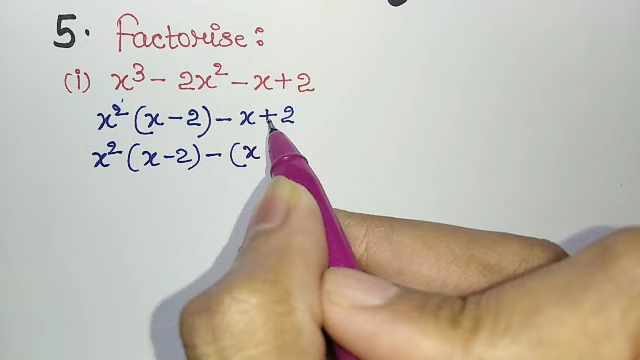 5. Factorise:
(i) x³ - 2x² - x + 2
x² (x - 2) - x + 2
x² (x - 2) - (x